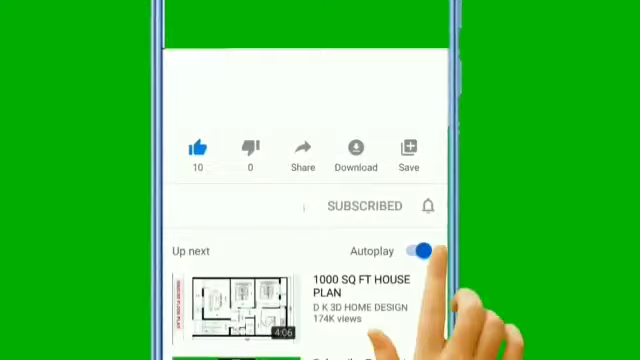 10
0
Share
Download
Save
SUBSCRIBED
Up next
Autoplay
1000 SQ FT HOUSE
PLAN
D K 3D HOME DESIGN
174K views
4:06